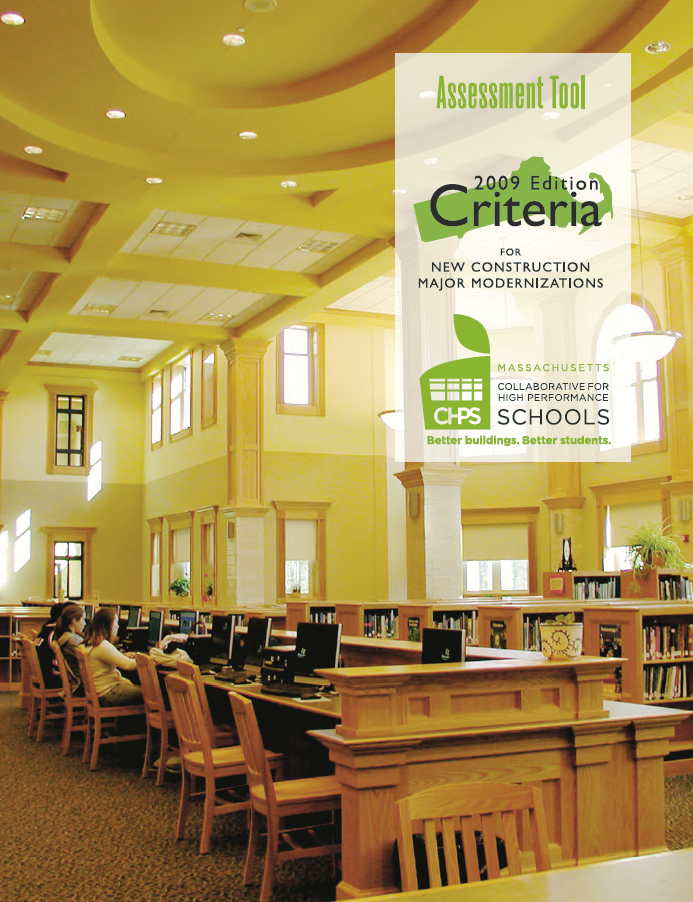 Assessment Tool
2009 Edition
Criteria
FOR
NEW CONSTRUCTION
MAJOR MODERNIZATIONS
MASSACHUSETTS
COLLABORATIVE FOR
HIGH PERFORMANCE
CHPS SCHOOLS
Better buildings. Better students.